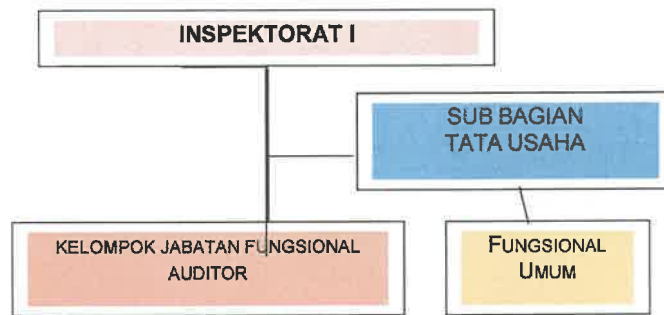 INSPEKTORAT I
SUB BAGIAN
TATA USAHA
KELOMPOK JABATAN FUNGSIONAL
AUDITOR
FUNGSIONAL
UMUM